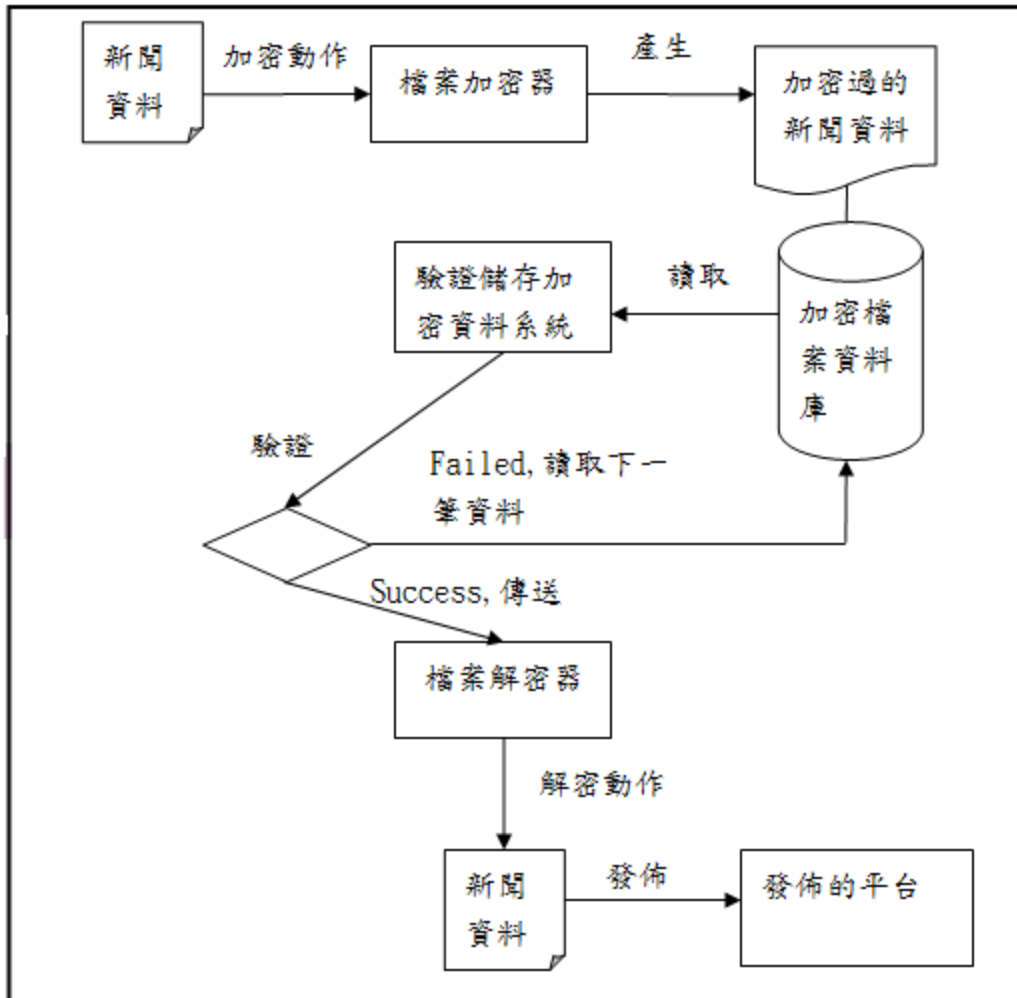 新聞
資料
加密動作
檔案加密器
產生
加密過的
新聞資料
驗證儲存加
密資料系統
讀取
加密檔
案資料
庫
驗證
Failed,讀取下一
筆資料
Success,傳送
檔案解密器
解密動作
新聞
資料
發佈
發佈的平台